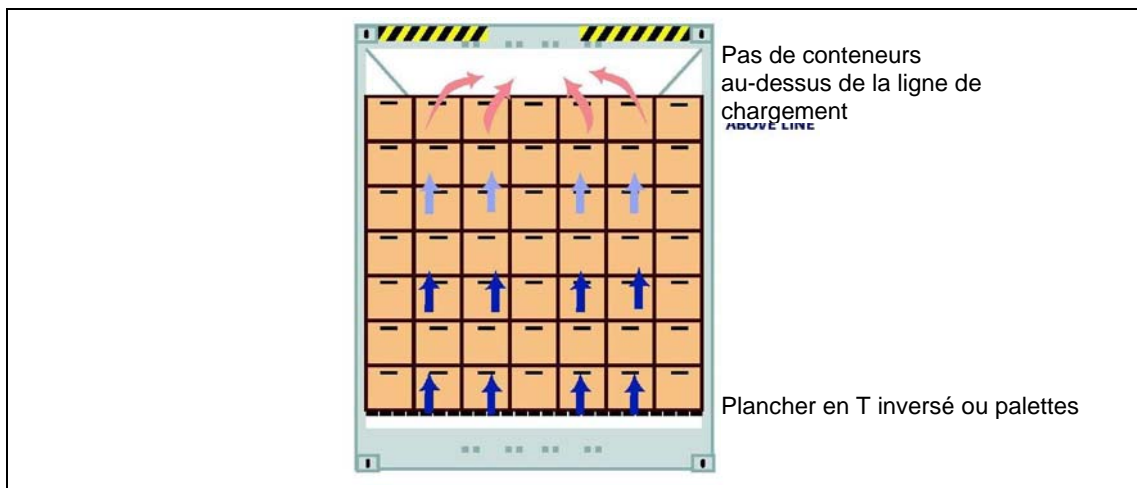 Pas de conteneurs
au-dessus de la ligne de
chargement
ABOVE LINE
Plancher en T inversé ou palettes